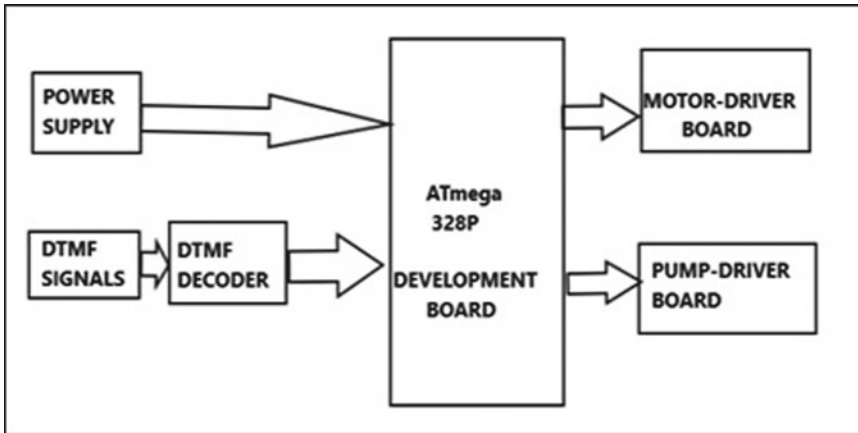 POWER
SUPPLY
DTMF
SIGNALS
DTMF
DECODER
ATmega
328P
DEVELOPMENT
BOARD
MOTOR-DRIVER
BOARD
PUMP-DRIVER
BOARD